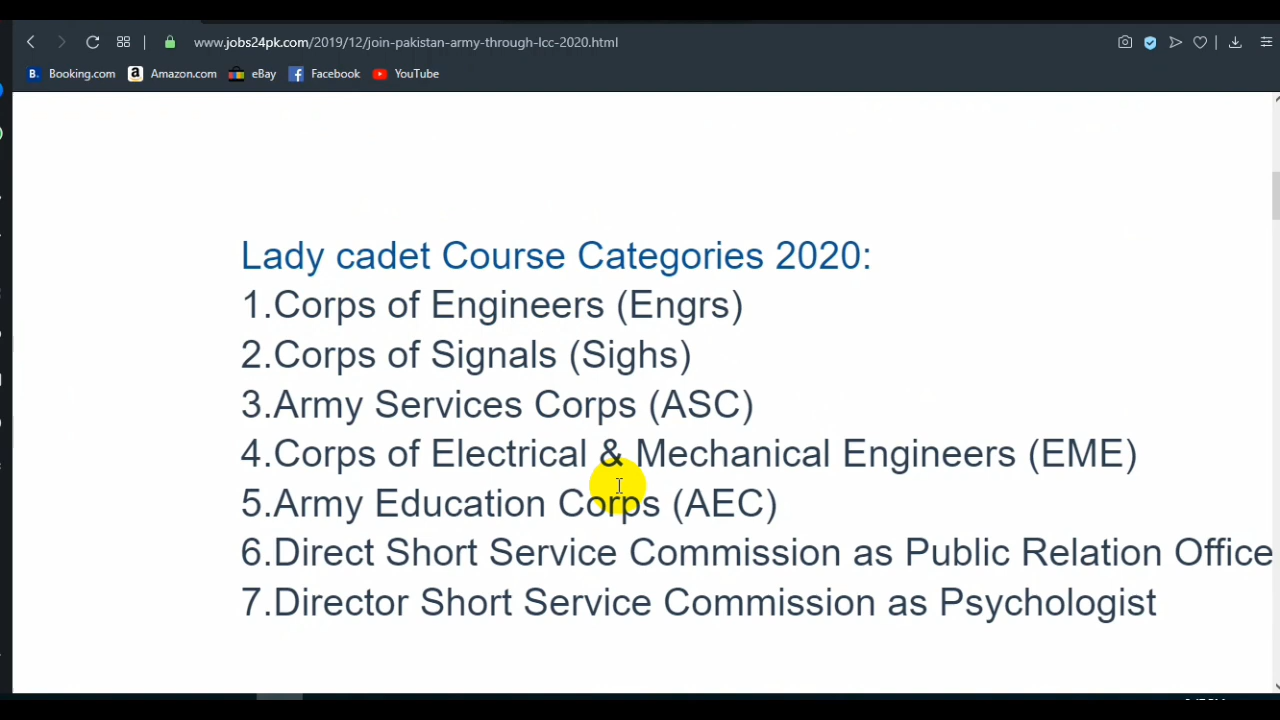 www.jobs24pk.com/2019/12/join-pakistan-army-through-lcc-2020.html
B. Booking.com a Amazon.com eBay f Facebook YouTube
Lady cadet Course Categories 2020:
1.Corps of Engineers (Engrs)
2.Corps of Signals (Sighs)
3.Army Services Corps (ASC)
4.Corps of Electrical & Mechanical Engineers (EME)
5.Army Education Corps (AEC)
6.Direct Short Service Commission as Public Relation Office
7.Director Short Service Commission as Psychologist